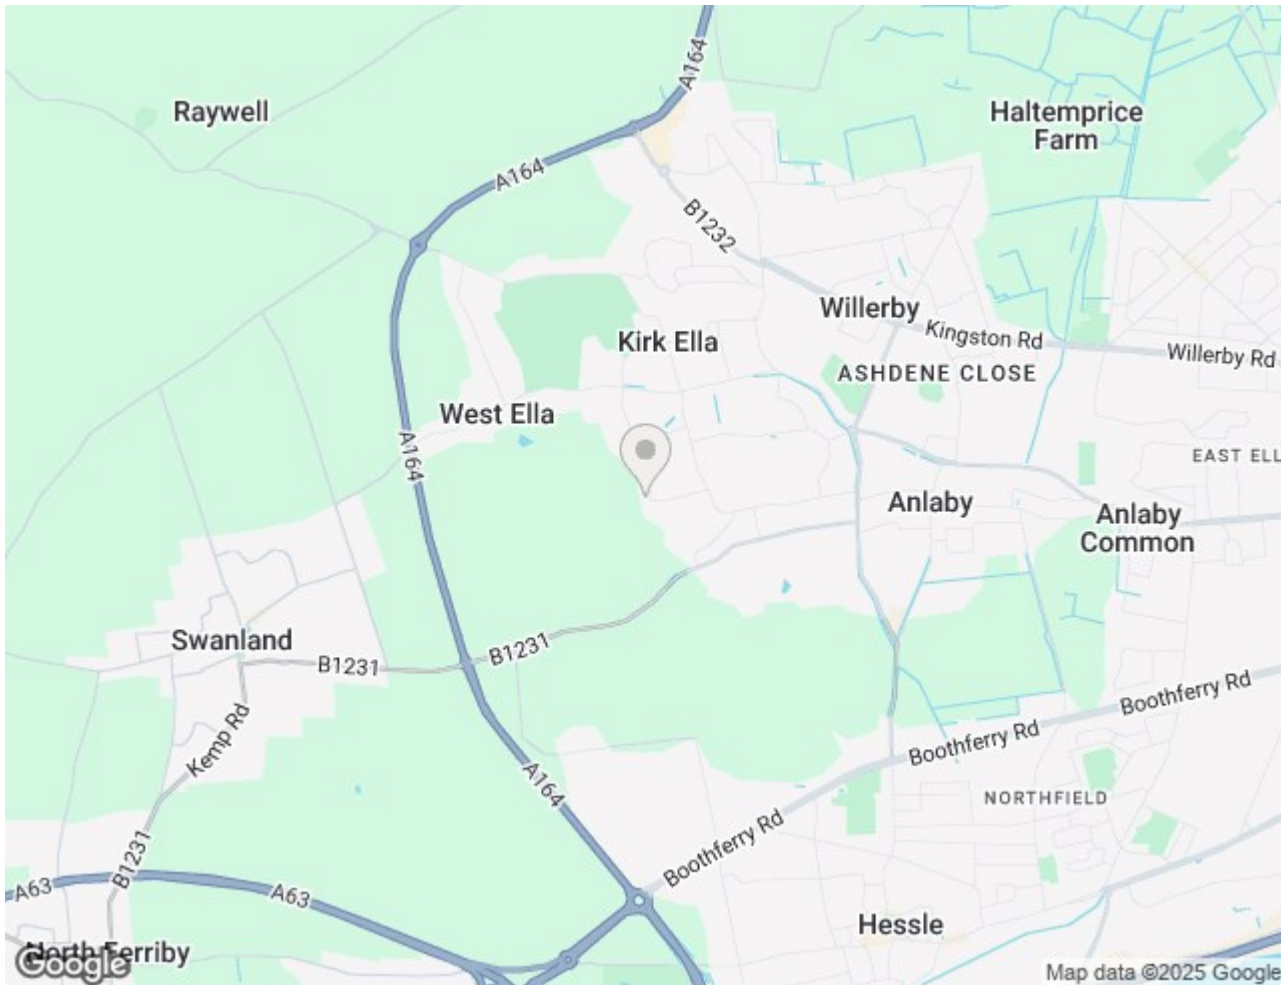 A164
Raywell
Haltemprice
Farm
A164
B1232
Willerby
Kingston Rd
Kirk Ella
Willerby Rd
ASHDENE CLOSE
West Ella
A164
EAST ELL
Anlaby
Anlaby
Common
Swanland
B1231
B1231
Boothferry Rd
Kemp Rd
Boothferry Rd
A164
NORTHFIELD
Boothferry Rd
B1231
A63
A63
Hessle
North Ferriby
Google
Map data ©2025 Google